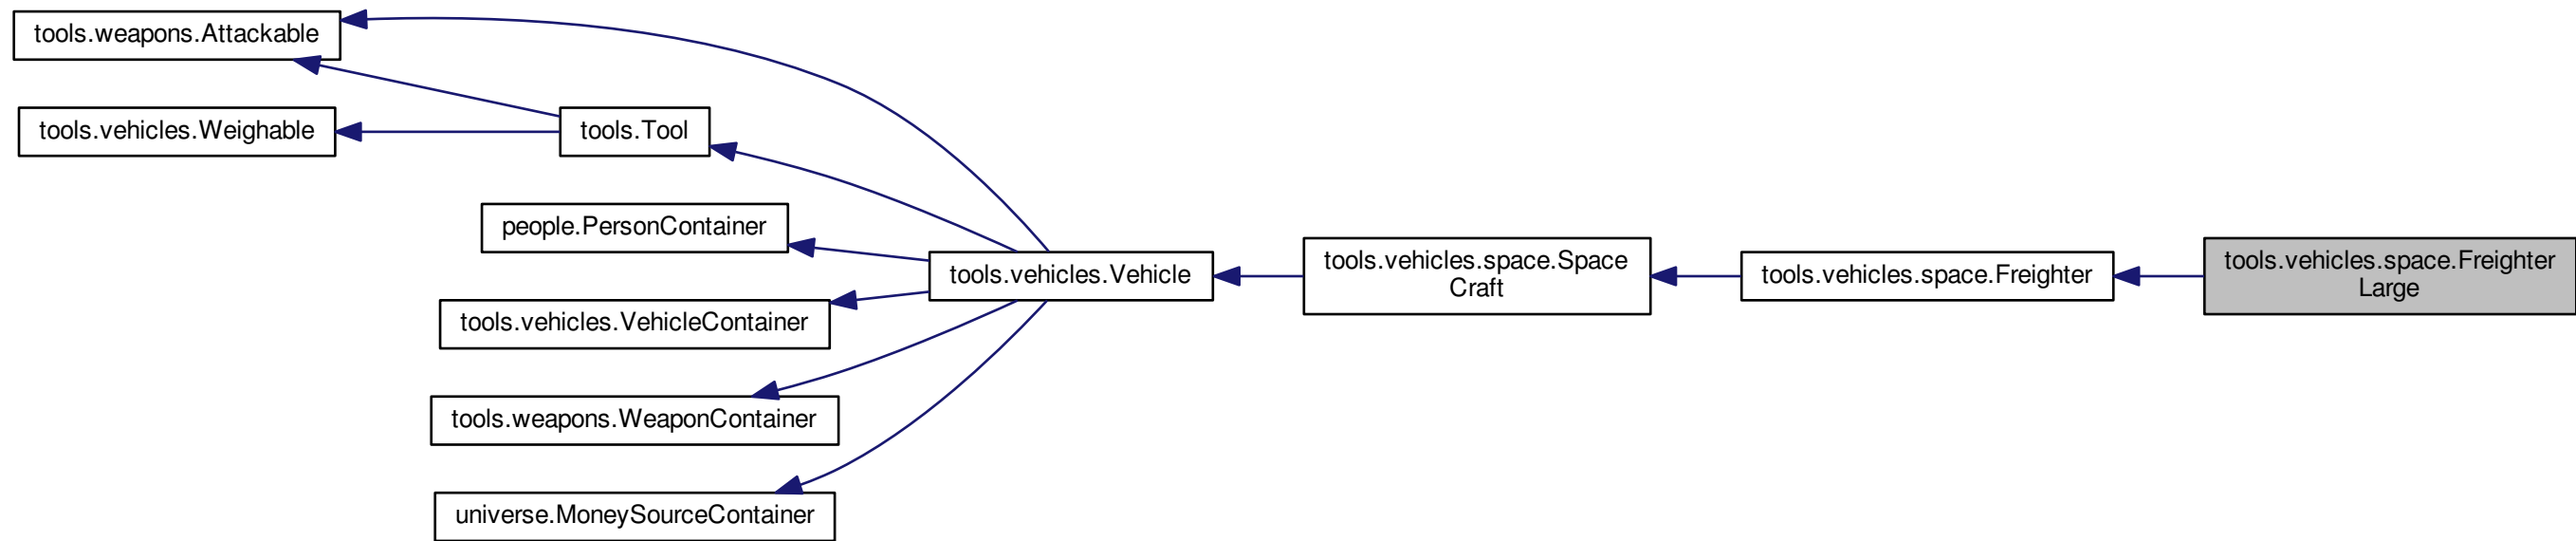 tools.weapons.Attackable
tools.vehicles.Weighable
tools.Tool
people.PersonContainer
tools.vehicles.VehicleContainer
tools.weapons.WeaponContainer
universe.MoneySourceContainer
tools.vehicles.Vehicle
tools.vehicles.space.Space
Craft
tools.vehicles.space.Freighter
tools.vehicles.space.Freighter
Large